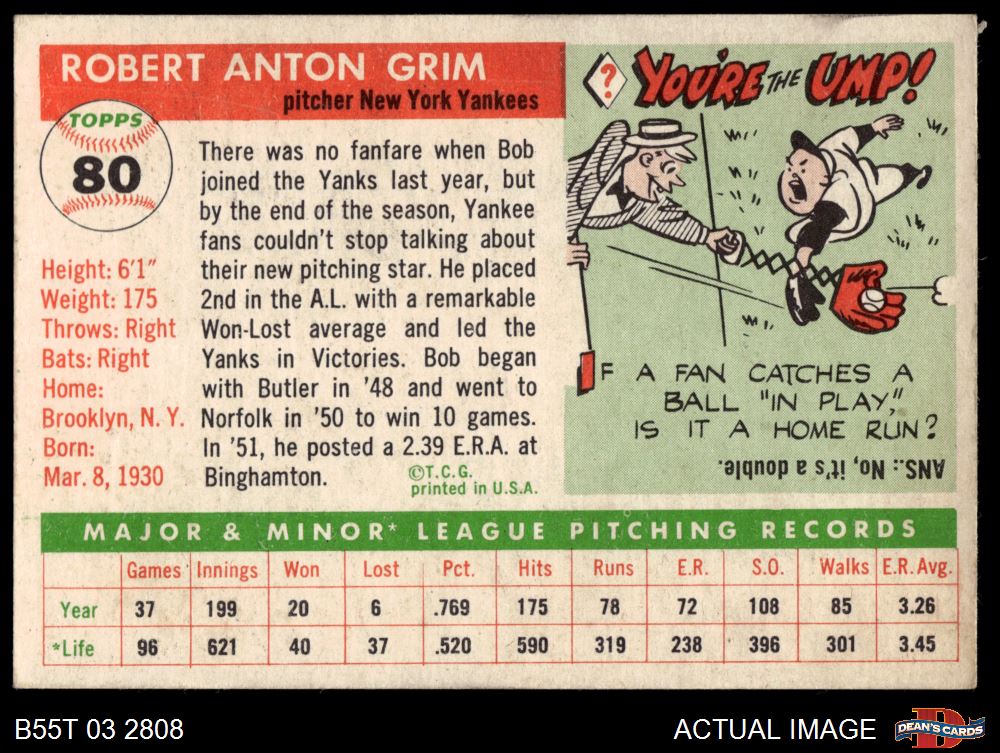 ROBERT ANTON GRIM
pitcher New York Yankees
TOPPS
80
Height: 6'1"
Weight: 175
Throws: Right
Bats: Right
Home:
Brooklyn, N. Y.
Born:
Mar. 8, 1930
There was no fanfare when Bob
joined the Yanks last year, but
by the end of the season, Yankee
fans couldn't stop talking about
their new pitching star. He placed
2nd in the A.L. with a remarkable
Won-Lost average and led the
Yanks in Victories. Bob began
with Butler in '48 and went to
Norfolk in '50 to win 10 games.
In '51, he posted a 2.39 E.R.A. at
Binghamton.
©T.C.G.
printed in U.S.A.
? YOU'RE THE UMP!
IF A FAN CATCHES A
BALL "IN PLAY,"
IS IT A HOME RUN?
ANS.: No, it's a double.
MAJOR & MINOR* LEAGUE PITCHING RECORDS
Games Innings Won Lost Pct. Hits Runs E.R. S.O. Walks E.R. Avg.
Year 37 199 20 6 .769 175 78 72 108 85 3.26
*Life 96 621 40 37 .520 590 319 238 396 301 3.45
B55T 03 2808
ACTUAL IMAGE
DEAN'S CARDS